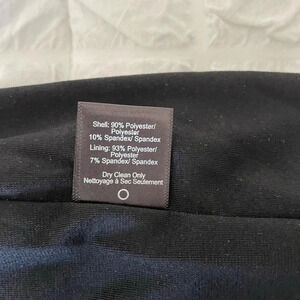 Shell: 90% Polyester/
Polyester
10% Spandex/ Spandex
Lining: 93% Polyester/
Polyester
7% Spandex/ Spandex
Dry Clean Only
Nettoyage à Sec Seulement